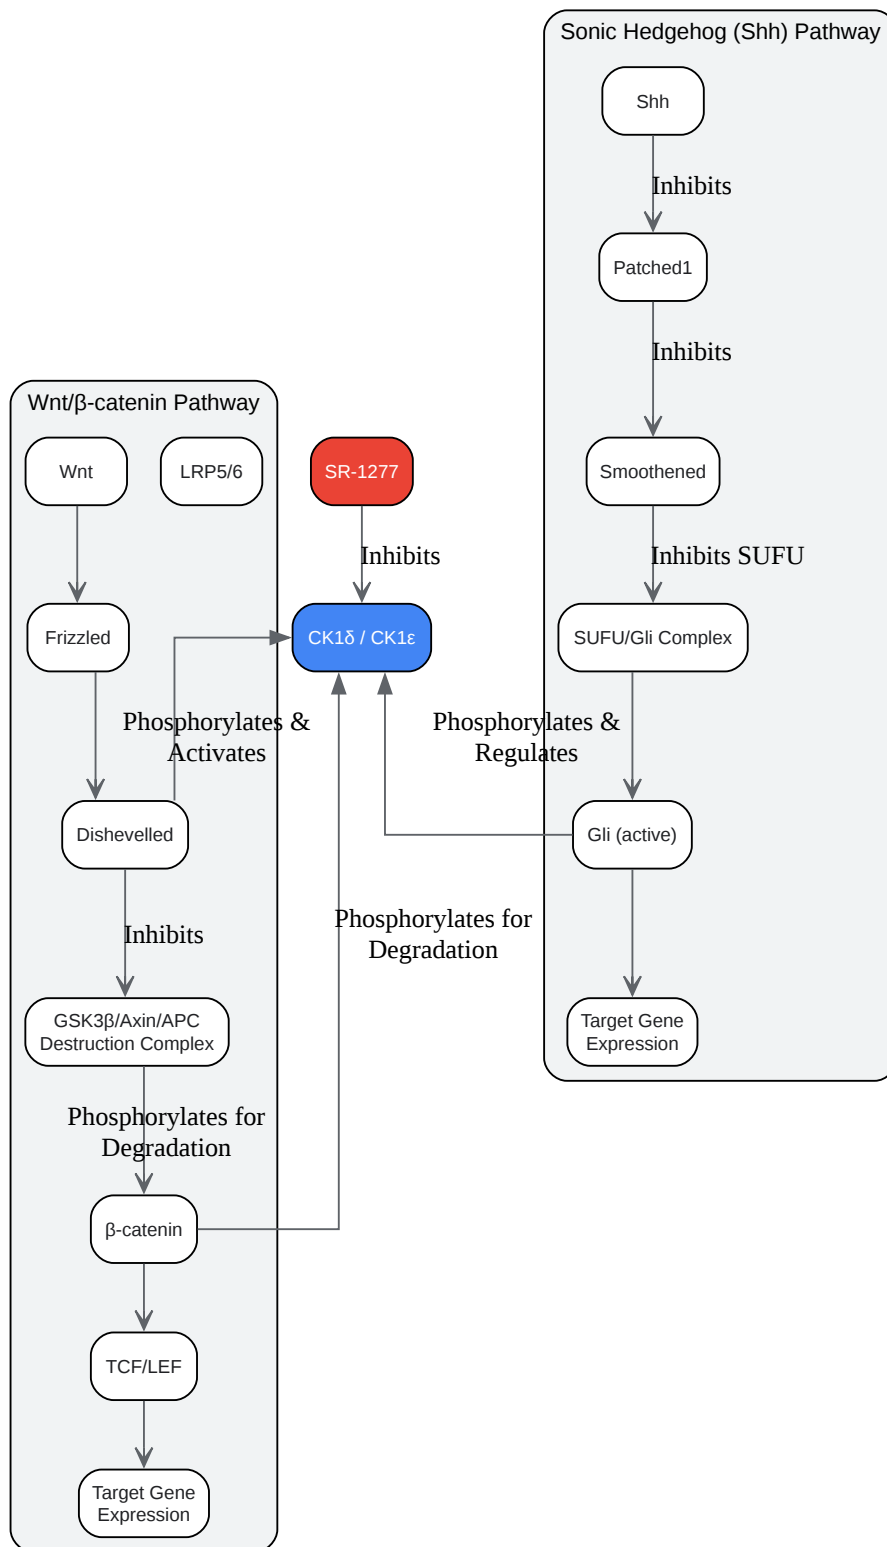 Sonic Hedgehog (Shh) Pathway
Shh
Inhibits
Patched1
Inhibits
Smoothened
Inhibits SUFU
SUFU/Gli Complex
Phosphorylates &
Regulates
Gli (active)
Target Gene
Expression
Wnt/β-catenin Pathway
Wnt
LRP5/6
SR-1277
Inhibits
Frizzled
CK1δ / CK1ε
Phosphorylates &
Activates
Dishevelled
Inhibits
Phosphorylates for
Degradation
GSK3β/Axin/APC
Destruction Complex
Phosphorylates for
Degradation
β-catenin
TCF/LEF
Target Gene
Expression